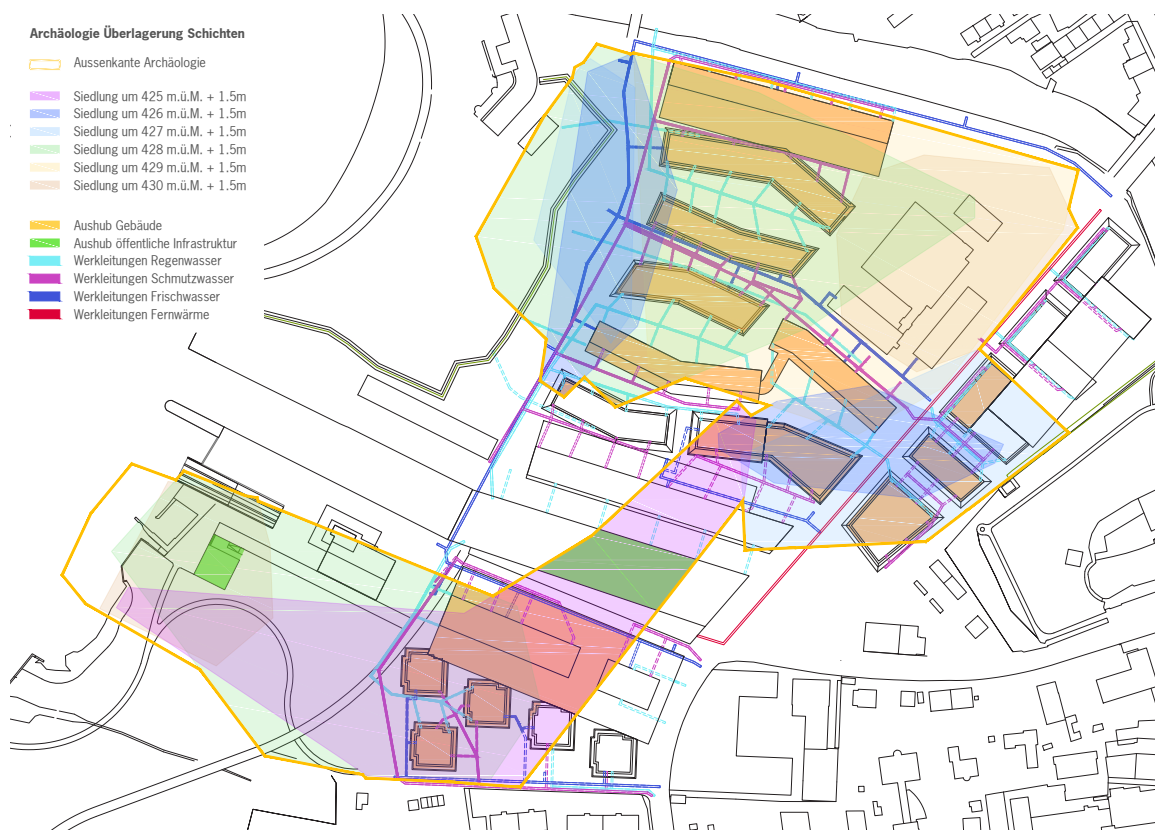 Archäologie Überlagerung Schichten
Aussenkante Archäologie
Siedlung um 425 m.ü.M. + 1.5m
Siedlung um 426 m.ü.M. + 1.5m
Siedlung um 427 m.ü.M. + 1.5m
Siedlung um 428 m.ü.M. + 1.5m
Siedlung um 429 m.ü.M. + 1.5m
Siedlung um 430 m.ü.M. + 1.5m
Aushub Gebäude
Aushub öffentliche Infrastruktur
Werkleitungen Regenwasser
Werkleitungen Schmutzwasser
Werkleitungen Frischwasser
Werkleitungen Fernwärme